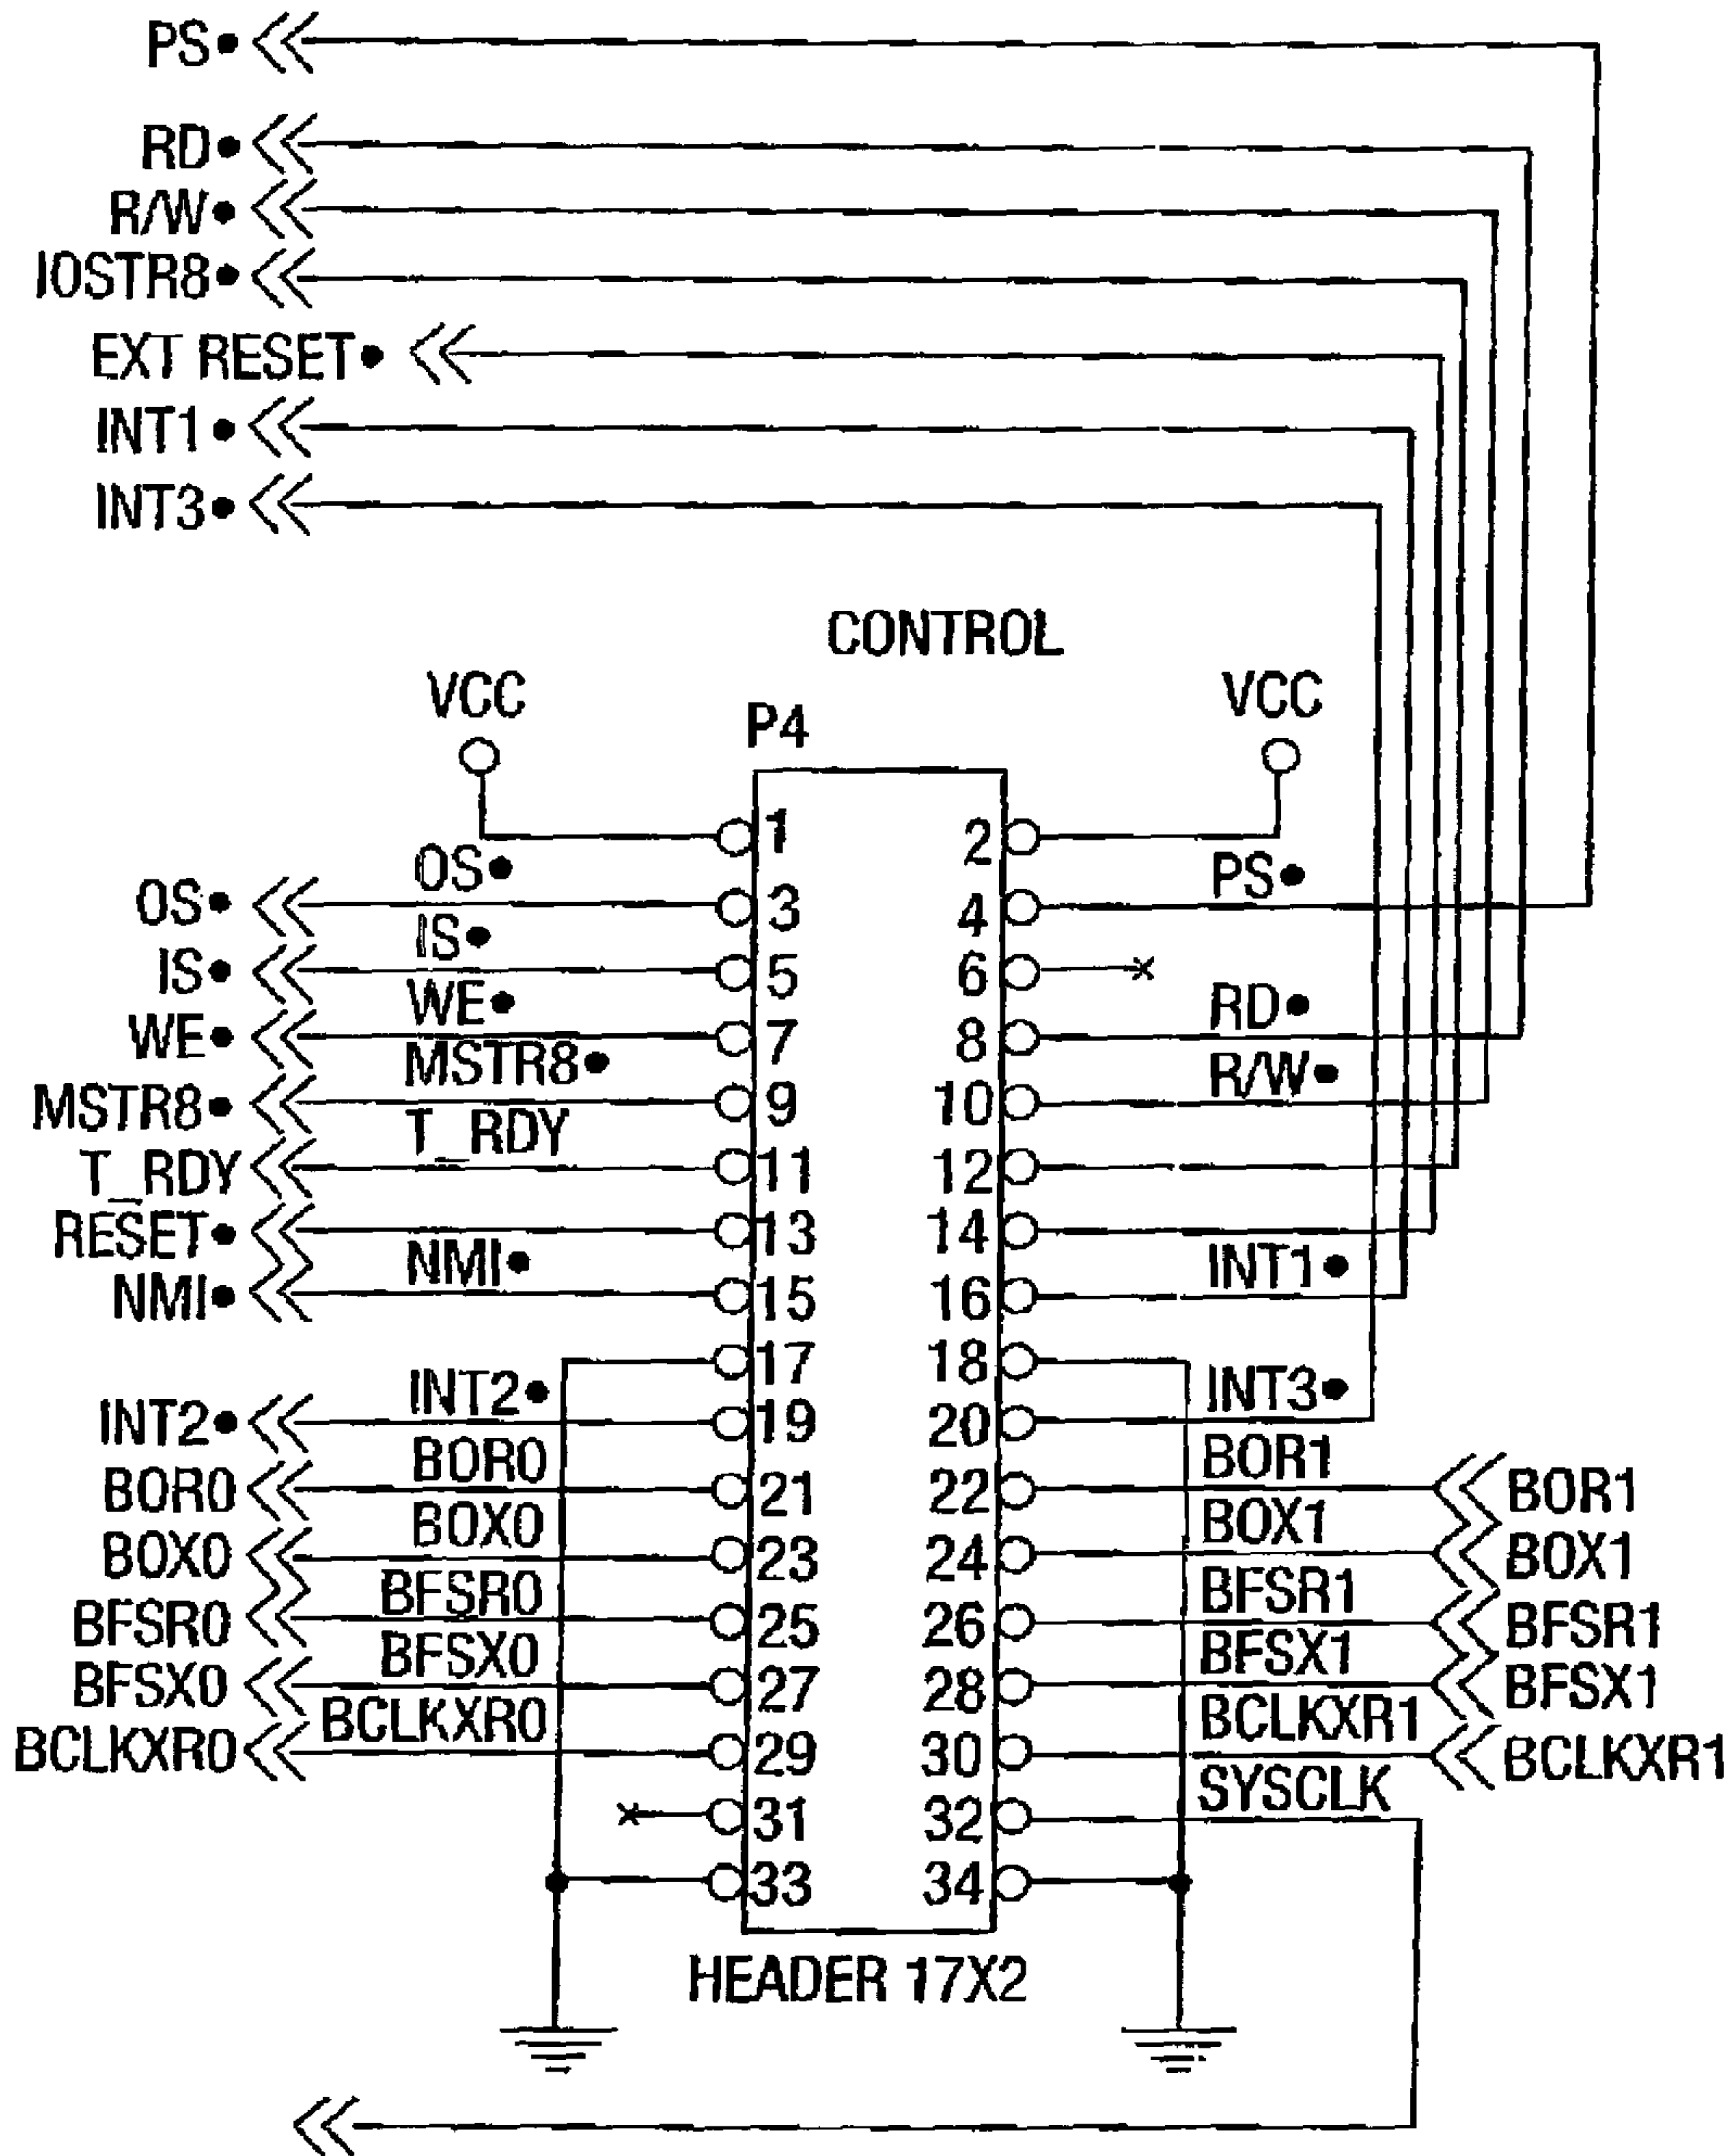 PS•
RD•
R/W•
IOSTR8•
EXT RESET•
INT1•
INT3•
CONTROL
VCC
P4
VCC
1 2
OS• PS•
OS• 3 4
IS•
IS• 5 6
WE• RD•
WE• 7 8
MSTR8• R/W•
MSTR8• 9 10
T_RDY
T_RDY 11 12
RESET• 13 14
NMI• INT1•
NMI• 15 16
17 18
INT2• INT3•
INT2• 19 20
BOR0 BOR1
BOR0 21 22 BOR1
BOX0 BOX1
BOX0 23 24 BOX1
BFSR0 BFSR1
BFSR0 25 26 BFSR1
BFSX0 BFSX1
BFSX0 27 28 BFSX1
BCLKXR0 BCLKXR1
BCLKXR0 29 30 BCLKXR1
SYSCLK
31 32
33 34
HEADER 17X2